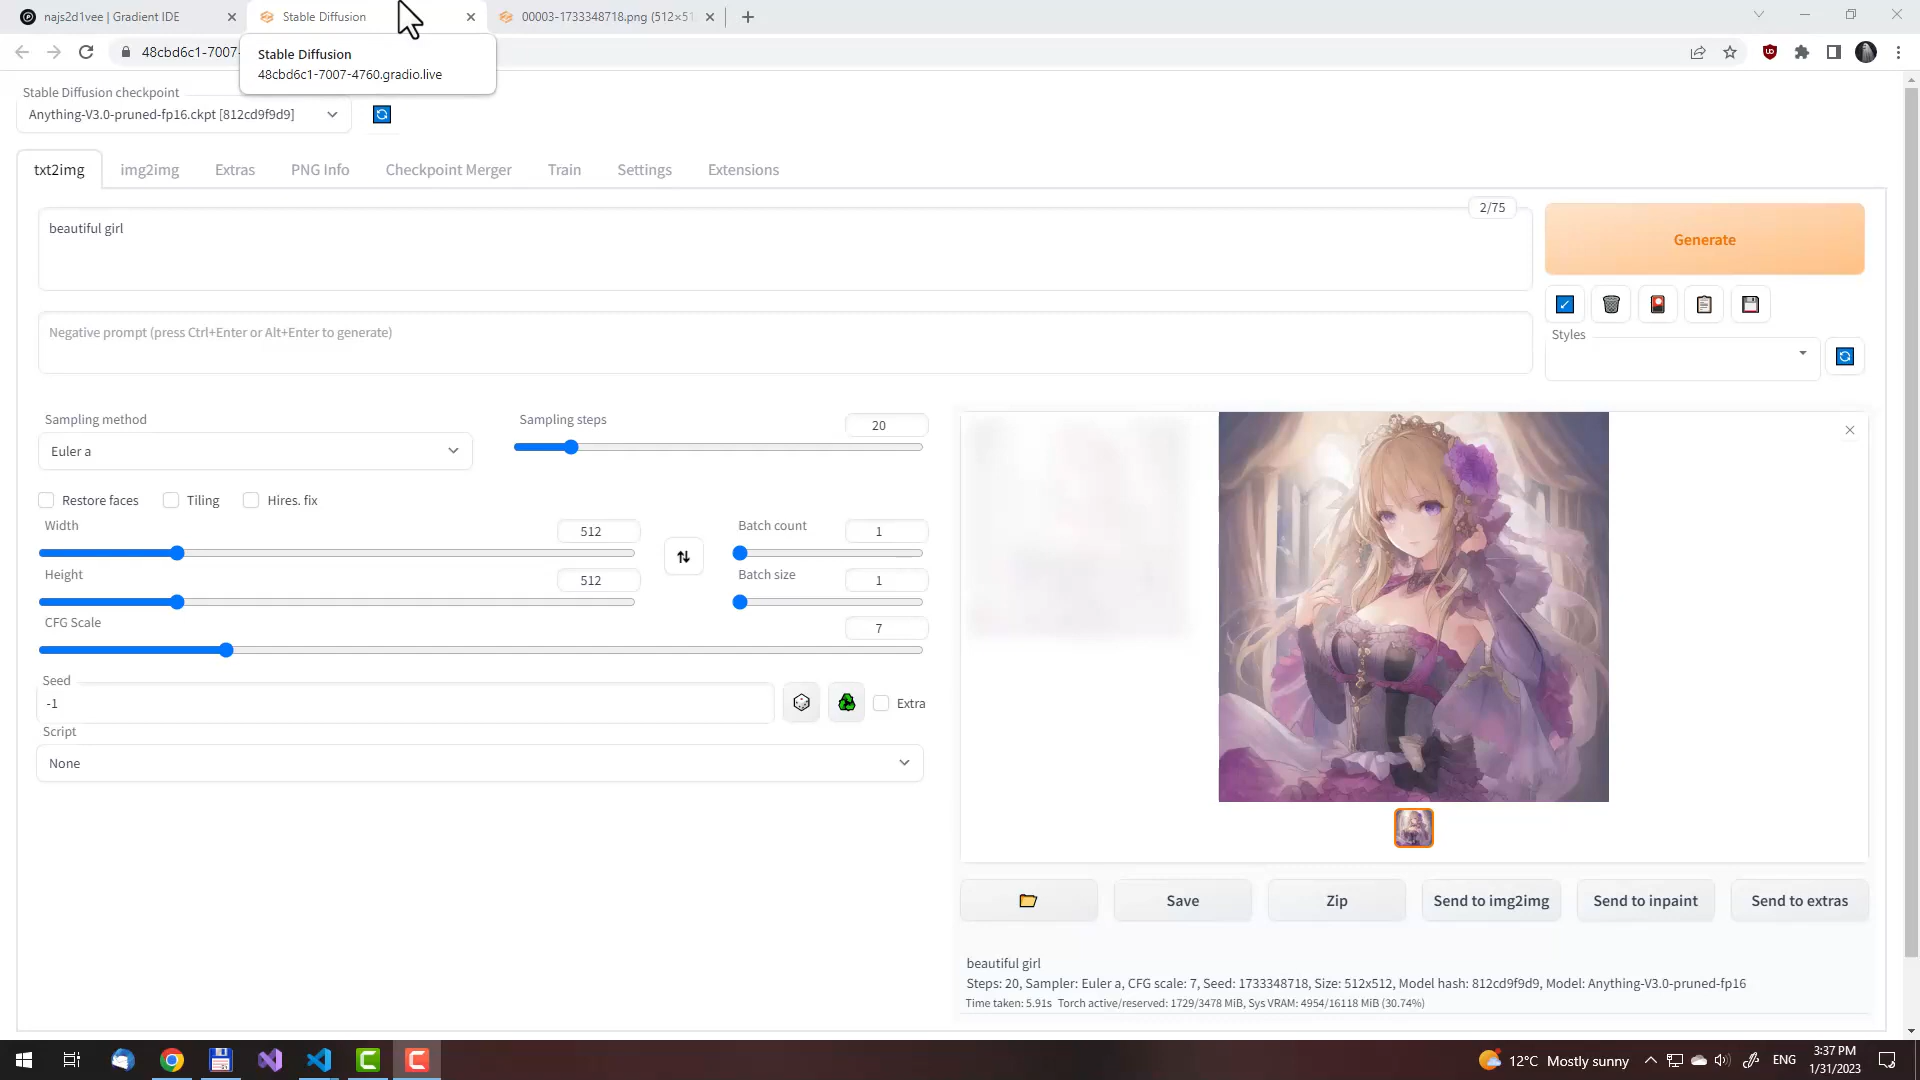 najs2d1vee | Gradient IDE
Stable Diffusion
00003-1733348718.png (512×51
48cbd6c1-7007-
Stable Diffusion
48cbd6c1-7007-4760.gradio.live
Stable Diffusion checkpoint
Anything-V3.0-pruned-fp16.ckpt [812cd9f9d9]
txt2img
img2img
Extras
PNG Info
Checkpoint Merger
Train
Settings
Extensions
2/75
beautiful girl
Generate
Negative prompt (press Ctrl+Enter or Alt+Enter to generate)
Styles
Sampling method
Euler a
Sampling steps
20
Restore faces
Tiling
Hires. fix
Width
512
Batch count
1
Height
512
Batch size
1
CFG Scale
7
Seed
-1
Extra
Script
None
Save
Zip
Send to img2img
Send to inpaint
Send to extras
beautiful girl
Steps: 20, Sampler: Euler a, CFG scale: 7, Seed: 1733348718, Size: 512x512, Model hash: 812cd9f9d9, Model: Anything-V3.0-pruned-fp16
Time taken: 5.91s Torch active/reserved: 1729/3478 MiB, Sys VRAM: 4954/16118 MiB (30.74%)
12°C Mostly sunny
ENG
3:37 PM
1/31/2023